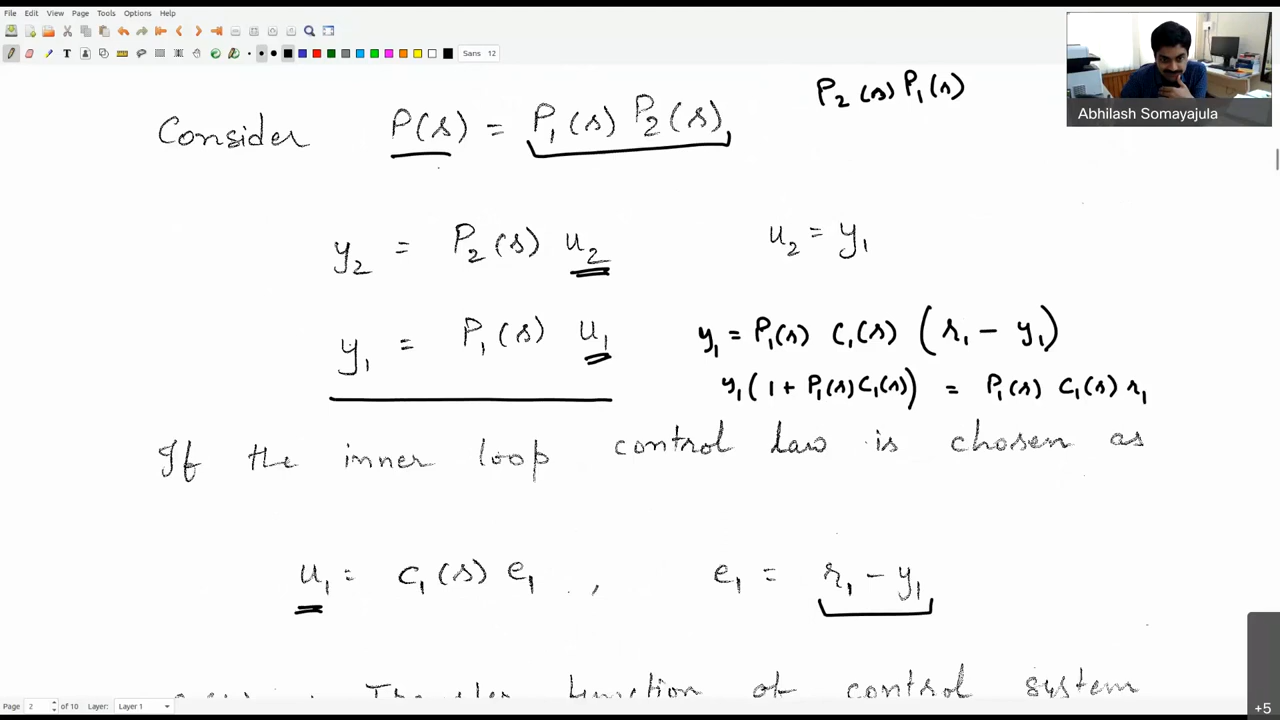 File Edit View Page Tools Options Help
Sans 12
Abhilash Somayajula
P₂(s) P₁(s)
Consider P(s) = P₁(s) P₂(s)
y₂ = P₂(s) u₂ u₂ = y₁
y₁ = P₁(s) u₁ y₁ = P₁(s) C₁(s) (r₁ - y₁)
y₁(1 + P₁(s)C₁(s)) = P₁(s) C₁(s) r₁
If the inner loop control law is chosen as
u₁ = C₁(s) e₁ , e₁ = r₁ - y₁
function of control system
Page 2 of 10 Layer: Layer 1
+5